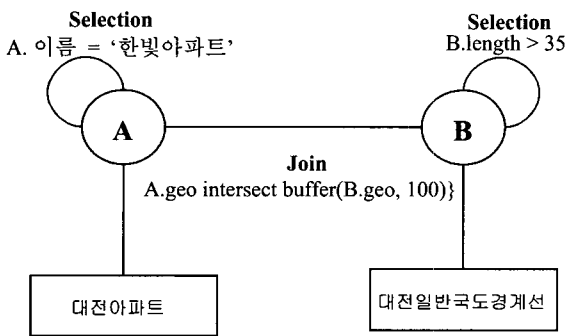 Selection
A. 이름 = ‘한빛아파트’
Selection
B.length > 35
A
B
Join
A.geo intersect buffer(B.geo, 100)}
대전아파트
대전일반국도경계선